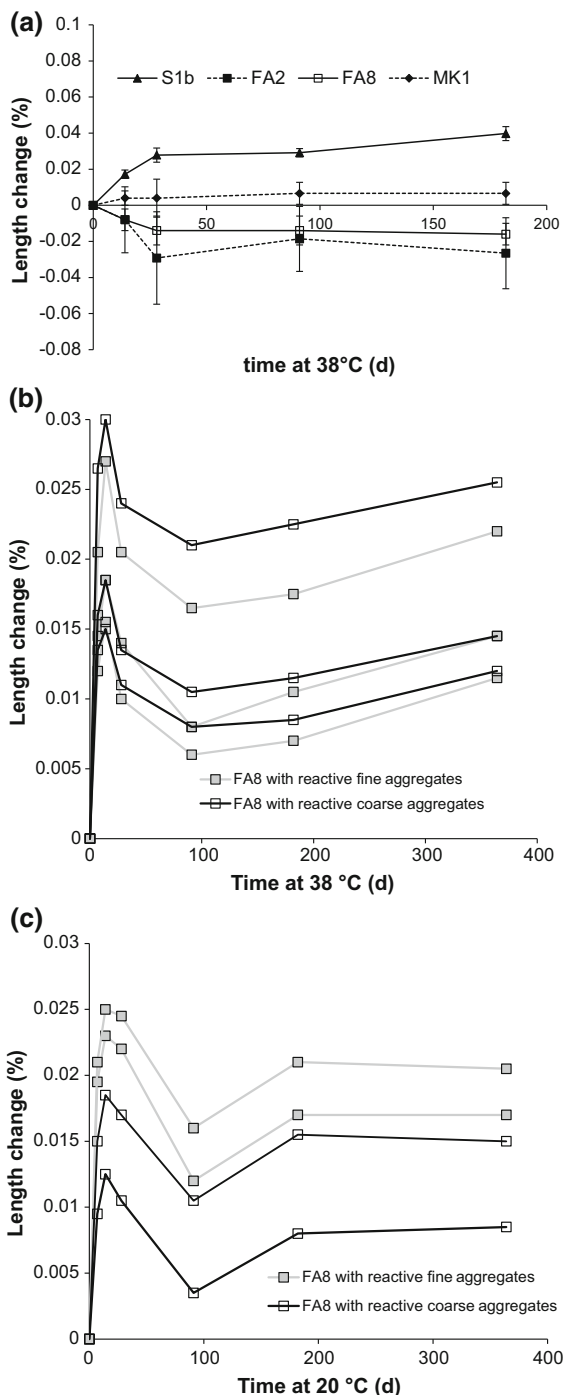 (a)
0.1
0.08
0.06
0.04
0.02
0
-0.02
-0.04
-0.06
-0.08
Length change (%)
S1b FA2 FA8 MK1
0 50 100 150 200
time at 38°C (d)
(b)
0.03
0.025
0.02
0.015
0.01
0.005
0
Length change (%)
FA8 with reactive fine aggregates
FA8 with reactive coarse aggregates
0 100 200 300 400
Time at 38 °C (d)
(c)
0.03
0.025
0.02
0.015
0.01
0.005
0
Length change (%)
FA8 with reactive fine aggregates
FA8 with reactive coarse aggregates
0 100 200 300 400
Time at 20 °C (d)